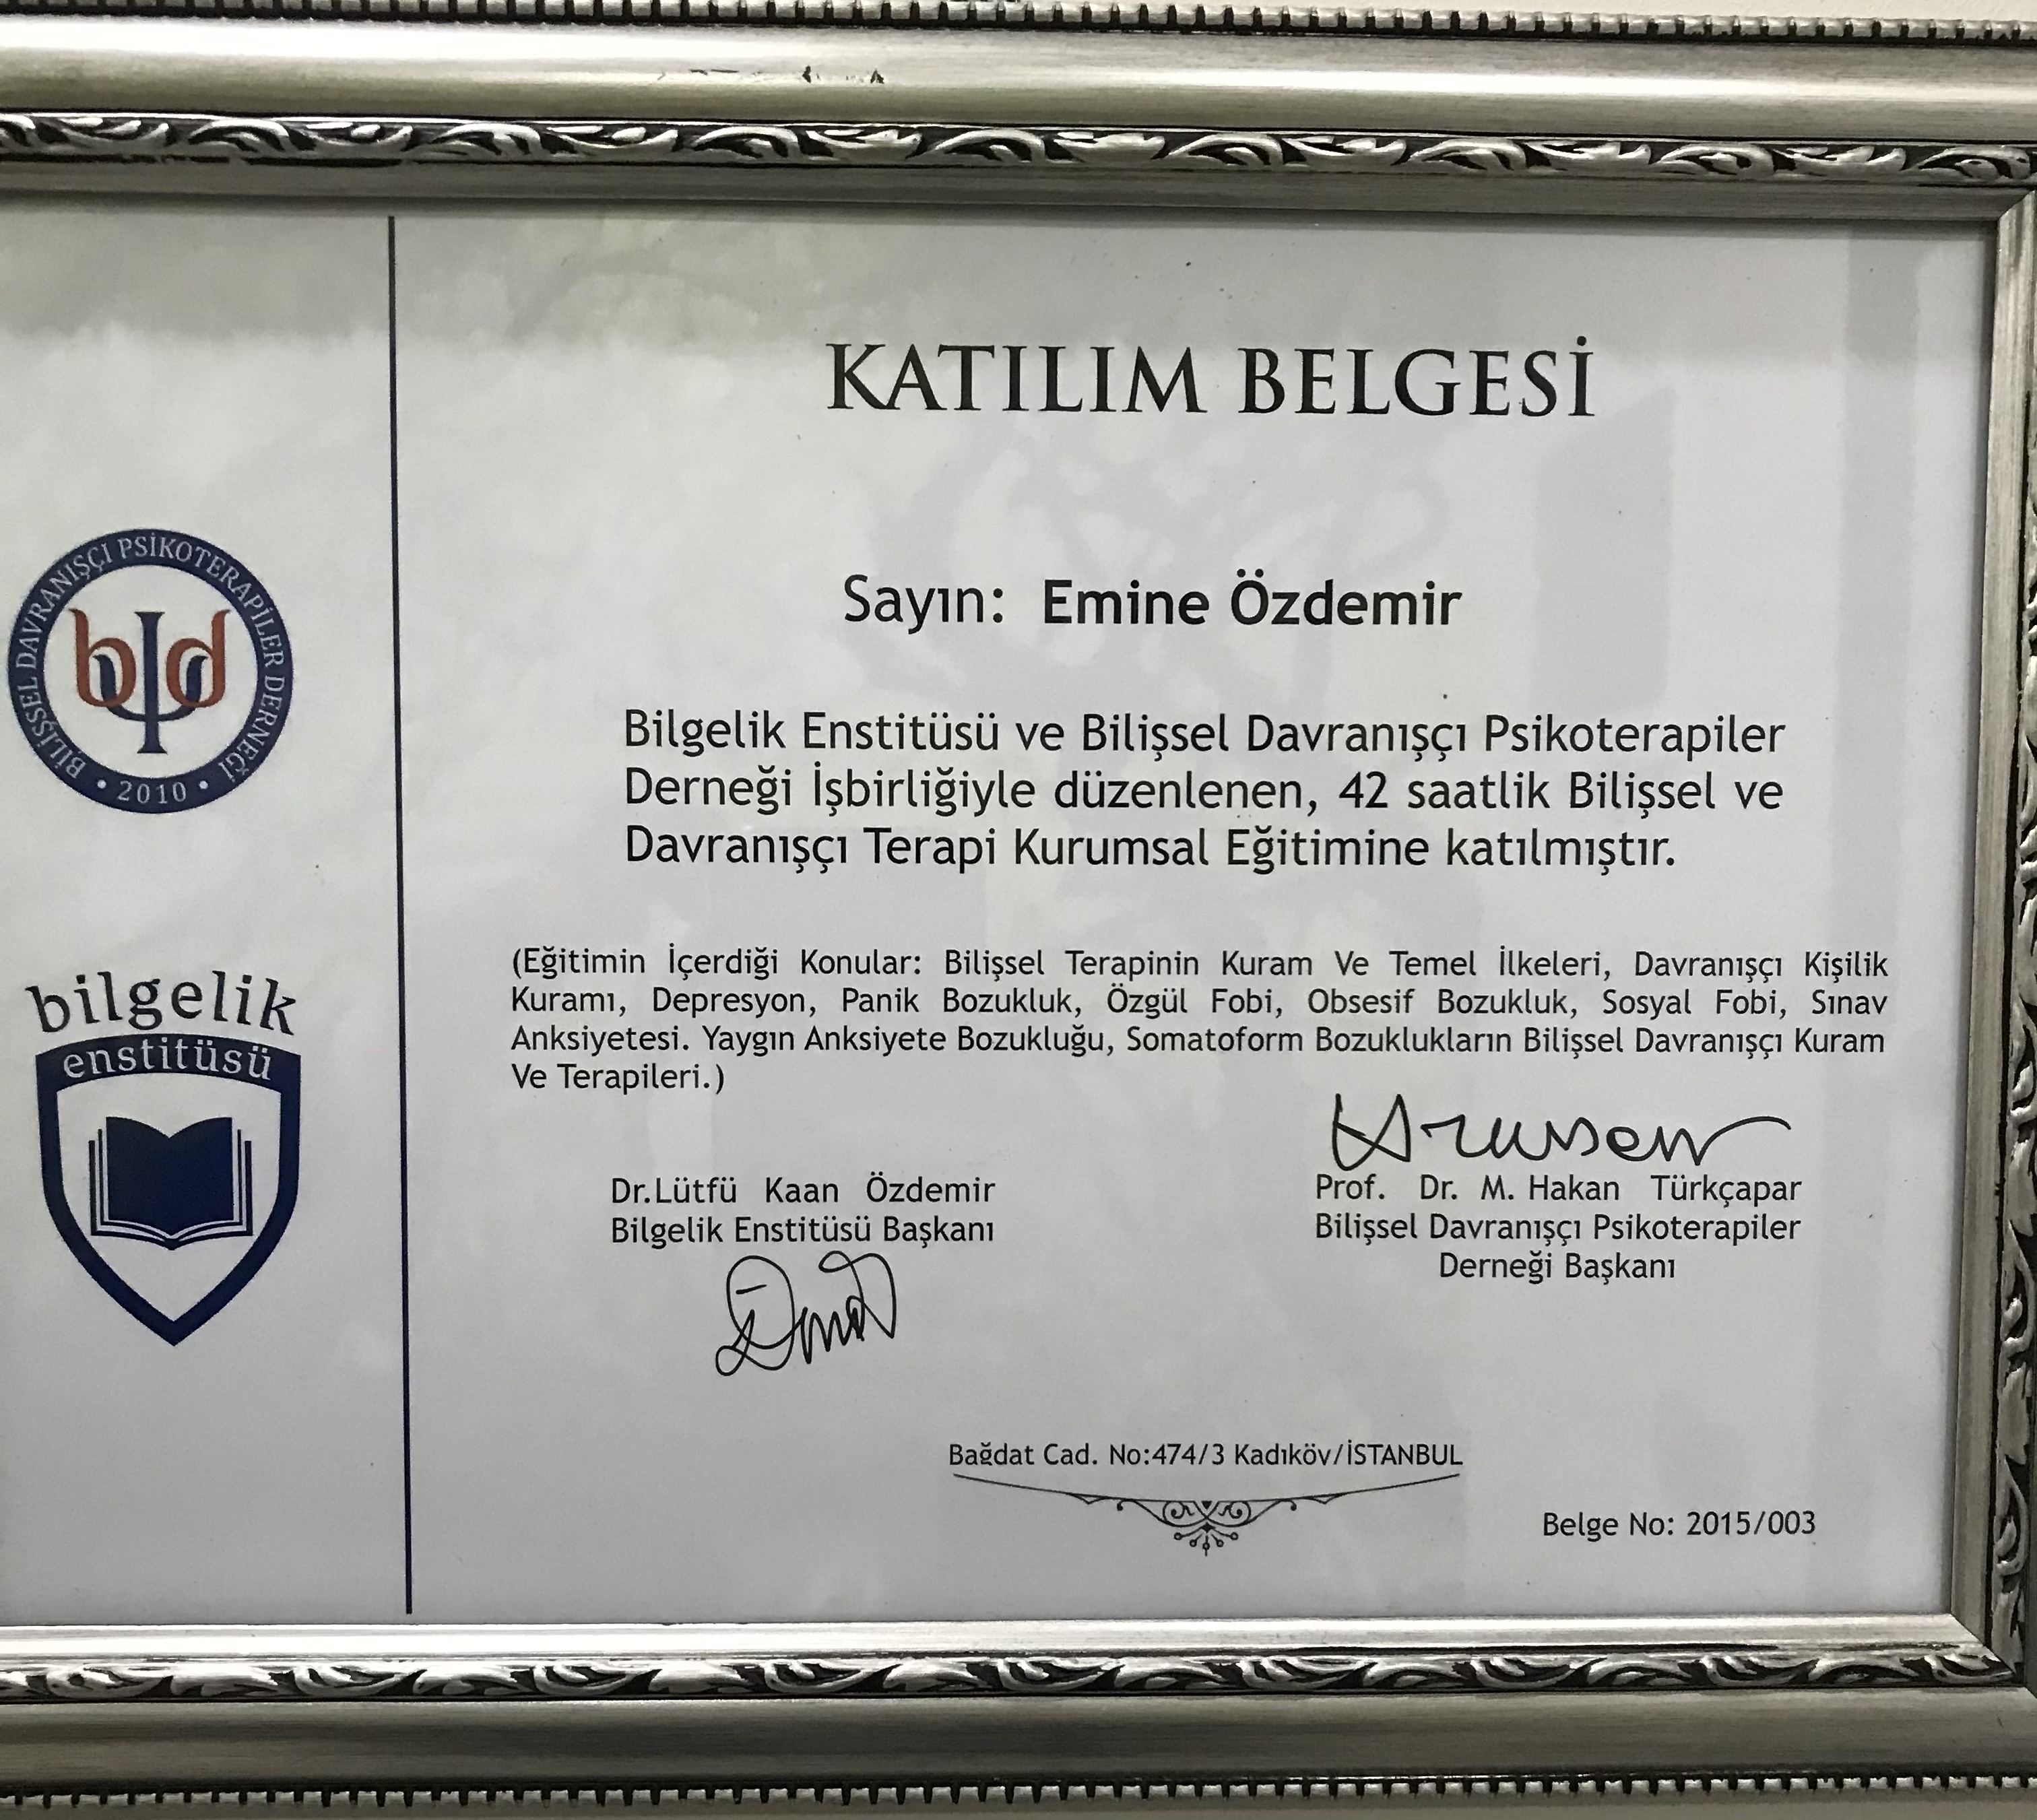 KATILIM BELGESİ
Sayın: Emine Özdemir
Bilgelik Enstitüsü ve Bilişsel Davranışçı Psikoterapiler
Derneği İşbirliğiyle düzenlenen, 42 saatlik Bilişsel ve
Davranışçı Terapi Kurumsal Eğitimine katılmıştır.
(Eğitimin İçerdiği Konular: Bilişsel Terapinin Kuram Ve Temel İlkeleri, Davranışçı Kişilik
Kuramı, Depresyon, Panik Bozukluk, Özgül Fobi, Obsesif Bozukluk, Sosyal Fobi, Sınav
Anksiyetesi. Yaygın Anksiyete Bozukluğu, Somatoform Bozuklukların Bilişsel Davranışçı Kuram
Ve Terapileri.)
Dr.Lütfü Kaan Özdemir
Bilgelik Enstitüsü Başkanı
Prof. Dr. M. Hakan Türkçapar
Bilişsel Davranışçı Psikoterapiler
Derneği Başkanı
Bağdat Cad. No:474/3 Kadıköy/İSTANBUL
Belge No: 2015/003
BİLİŞSEL DAVRANIŞÇI PSİKOTERAPİLER DERNEĞİ
bd
• 2010 •
bilgelik
enstitüsü